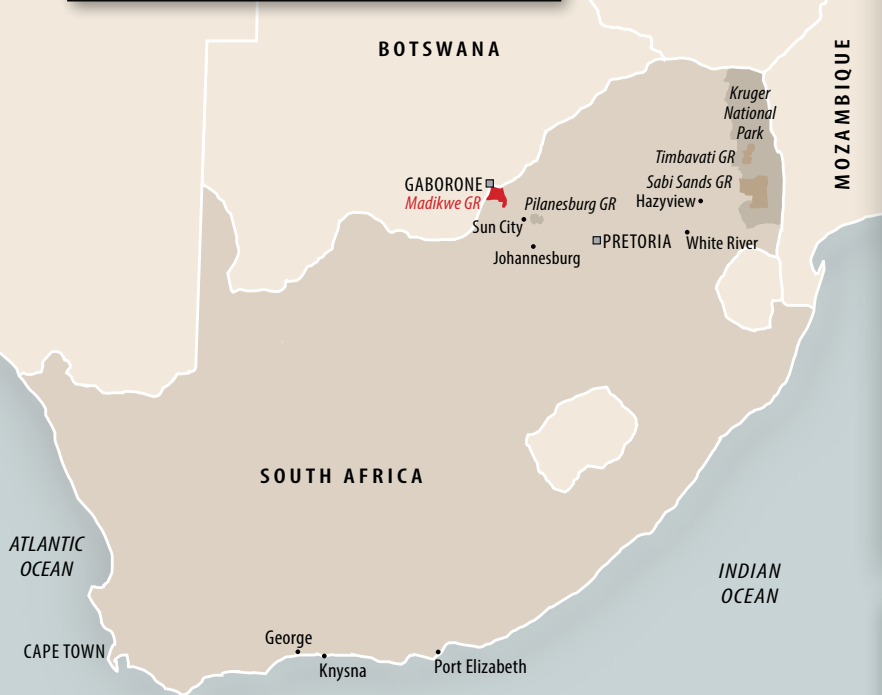 BOTSWANA
MOZAMBIQUE
Kruger
National
Park
Timbavati GR
Sabi Sands GR
GABORONE
Madikwe GR
Pilanesburg GR
Hazyview
Sun City
PRETORIA
White River
Johannesburg
SOUTH AFRICA
ATLANTIC
OCEAN
INDIAN
OCEAN
CAPE TOWN
George
Knysna
Port Elizabeth